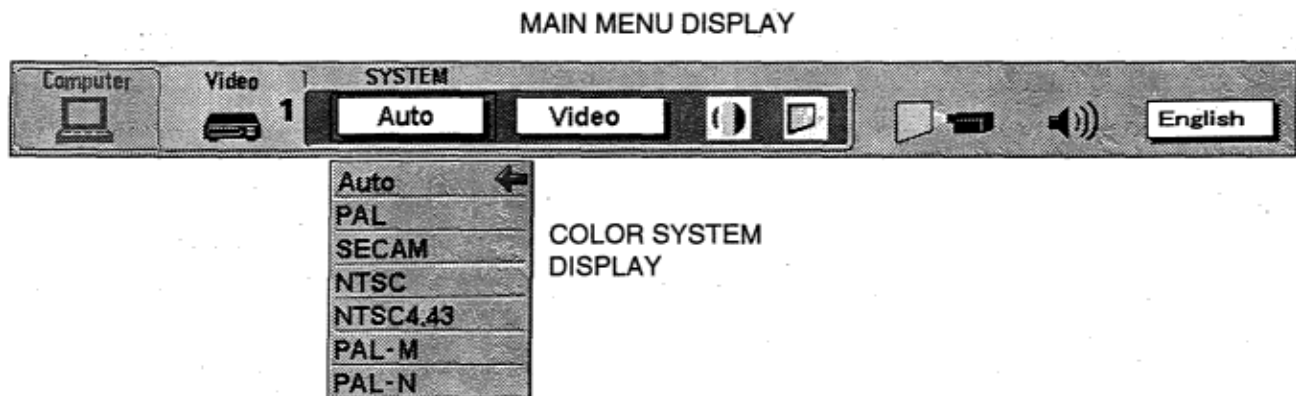 MAIN MENU DISPLAY
Computer
Video
1
SYSTEM
Auto
Video
English
Auto
PAL
SECAM
NTSC
NTSC4.43
PAL-M
PAL-N
COLOR SYSTEM
DISPLAY